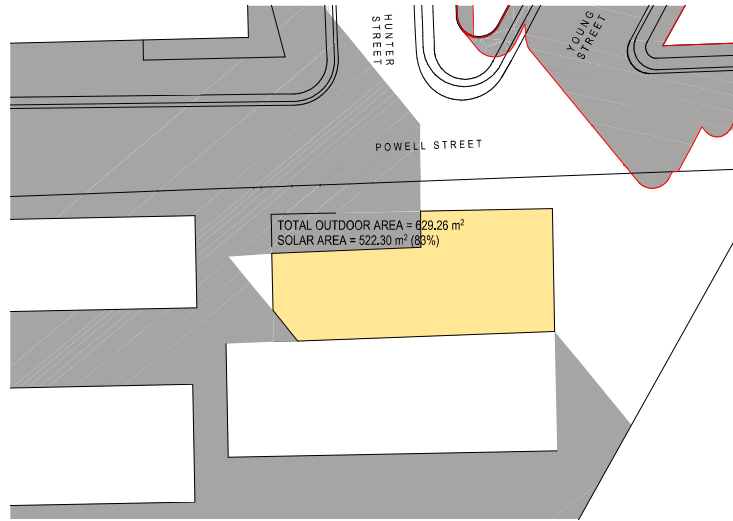 HUNTER
STREET
YOUNG
STREET
POWELL STREET
TOTAL OUTDOOR AREA = 629.26 m²
SOLAR AREA = 522.30 m² (83%)